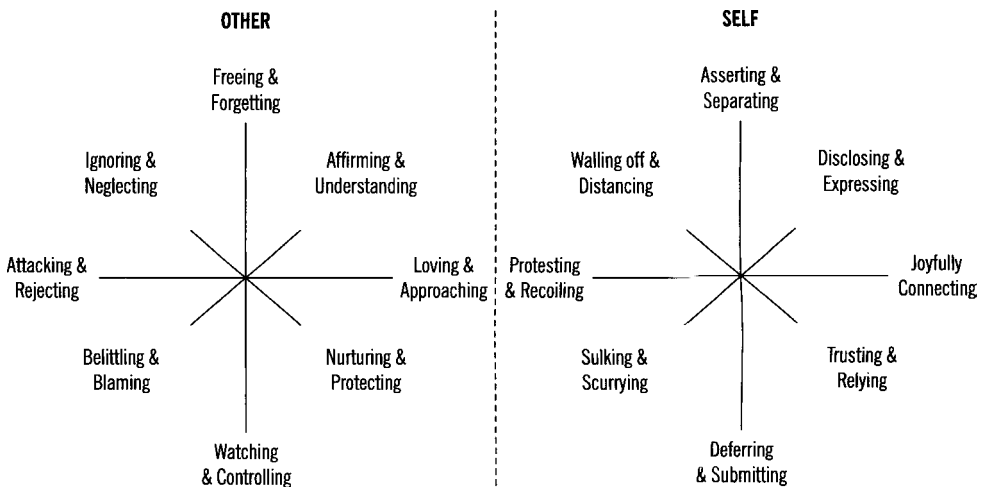 OTHER
Freeing &
Forgetting
Ignoring &
Neglecting
Affirming &
Understanding
Attacking &
Rejecting
Loving &
Approaching
Belittling &
Blaming
Nurturing &
Protecting
Watching
& Controlling
SELF
Asserting &
Separating
Walling off &
Distancing
Disclosing &
Expressing
Protesting
& Recoiling
Joyfully
Connecting
Sulking &
Scurrying
Trusting &
Relying
Deferring
& Submitting